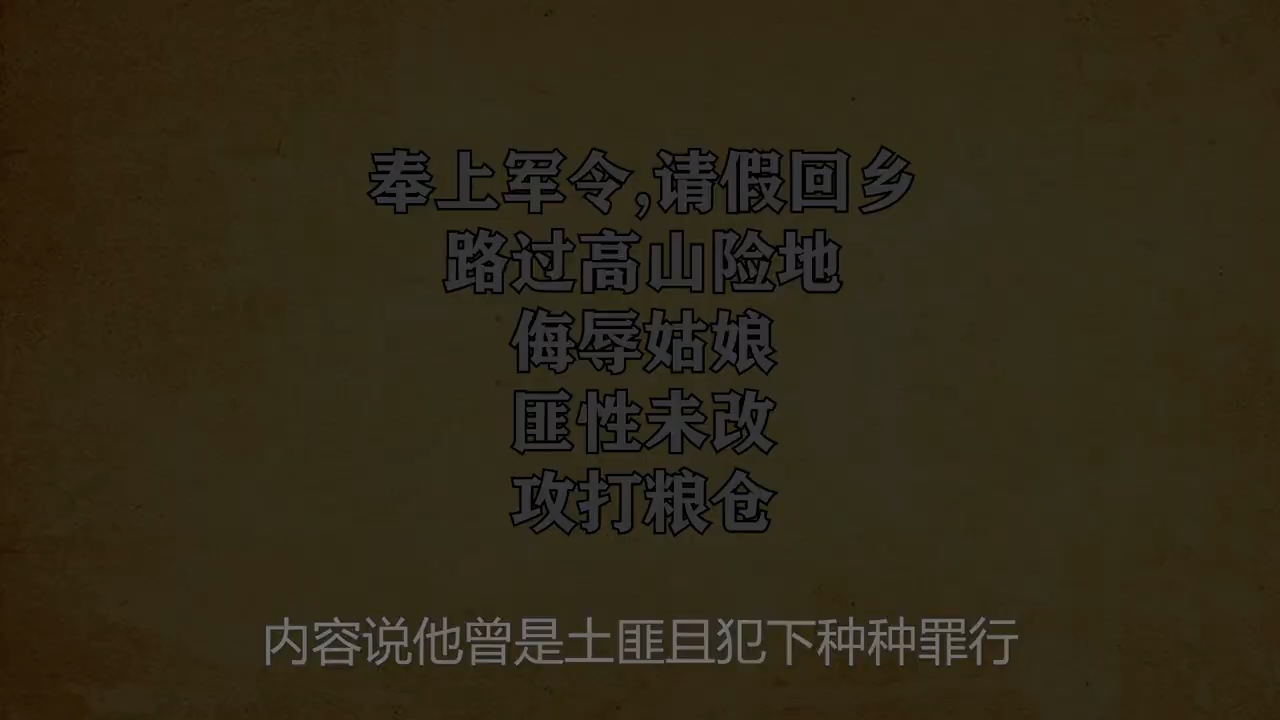 奉上军令,请假回乡
路过高山险地
侮辱姑娘
匪性未改
攻打粮仓
内容说他曾是土匪且犯下种种罪行